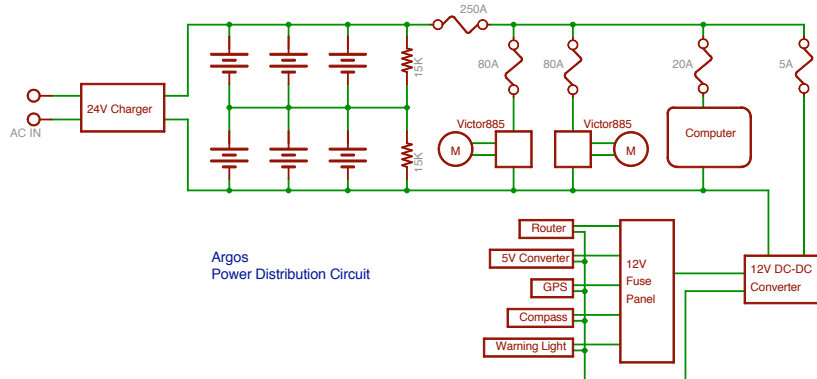 250A
80A
80A
20A
5A
15K
24V Charger
AC IN
Victor885
Victor885
M
M
Computer
15K
Router
5V Converter
GPS
Compass
Warning Light
12V
Fuse
Panel
12V DC-DC
Converter
Argos
Power Distribution Circuit